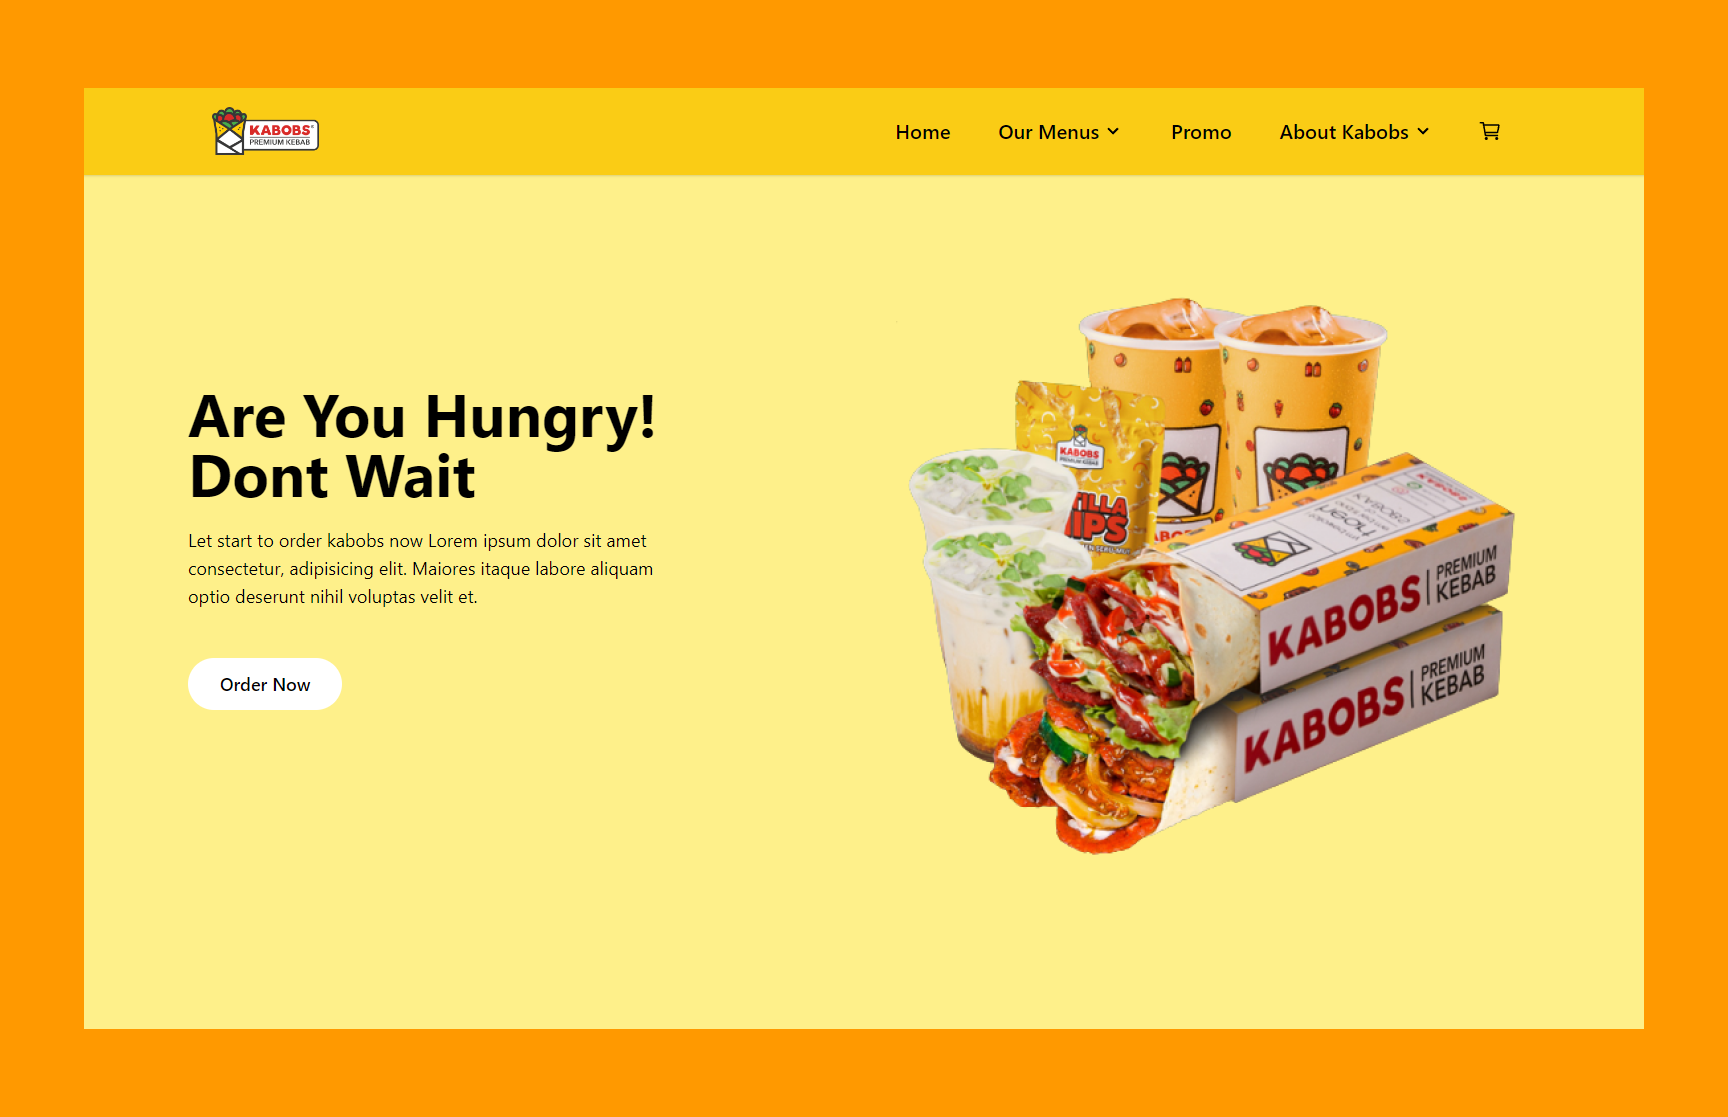 KABOBS
PREMIUM KEBAB
Home
Our Menus
Promo
About Kabobs
Are You Hungry!
Dont Wait
Let start to order kabobs now Lorem ipsum dolor sit amet
consectetur, adipisicing elit. Maiores itaque labore aliquam
optio deserunt nihil voluptas velit et.
Order Now
KABOBS
PREMIUM KEBAB
TILLA
IPS
KABOBS
PREMIUM
KEBAB
KABOBS
PREMIUM
KEBAB